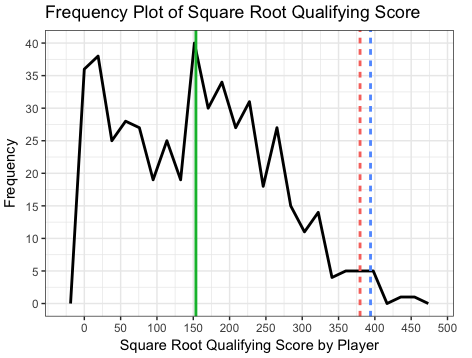 Frequency Plot of Square Root Qualifying Score
40
35
30
25
20
15
10
5
0
Frequency
0 50 100 150 200 250 300 350 400 450 500
Square Root Qualifying Score by Player